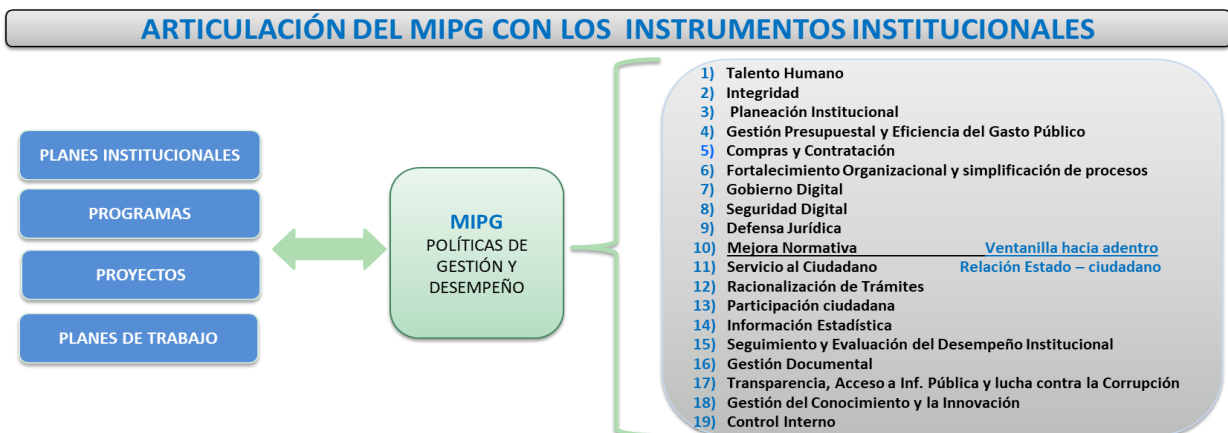 ARTICULACIÓN DEL MIPG CON LOS INSTRUMENTOS INSTITUCIONALES
PLANES INSTITUCIONALES
PROGRAMAS
PROYECTOS
PLANES DE TRABAJO
MIPG
POLÍTICAS DE
GESTIÓN Y
DESEMPEÑO
1) Talento Humano
2) Integridad
3) Planeación Institucional
4) Gestión Presupuestal y Eficiencia del Gasto Público
5) Compras y Contratación
6) Fortalecimiento Organizacional y simplificación de procesos
7) Gobierno Digital
8) Seguridad Digital
9) Defensa Jurídica
10) Mejora Normativa Ventanilla hacia adentro
11) Servicio al Ciudadano Relación Estado – ciudadano
12) Racionalización de Trámites
13) Participación ciudadana
14) Información Estadística
15) Seguimiento y Evaluación del Desempeño Institucional
16) Gestión Documental
17) Transparencia, Acceso a Inf. Pública y lucha contra la Corrupción
18) Gestión del Conocimiento y la Innovación
19) Control Interno